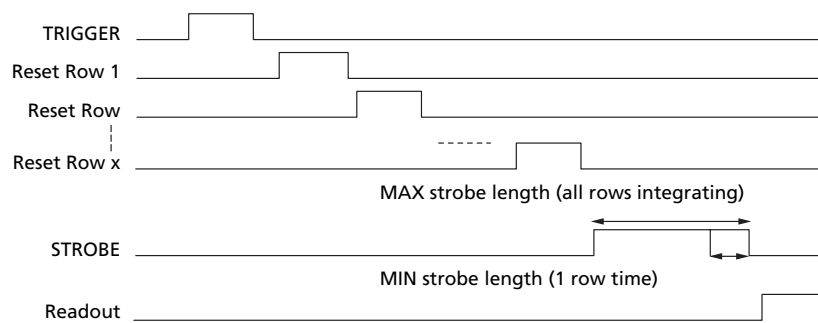 TRIGGER
Reset Row 1
Reset Row
Reset Row x
MAX strobe length (all rows integrating)
STROBE
MIN strobe length (1 row time)
Readout